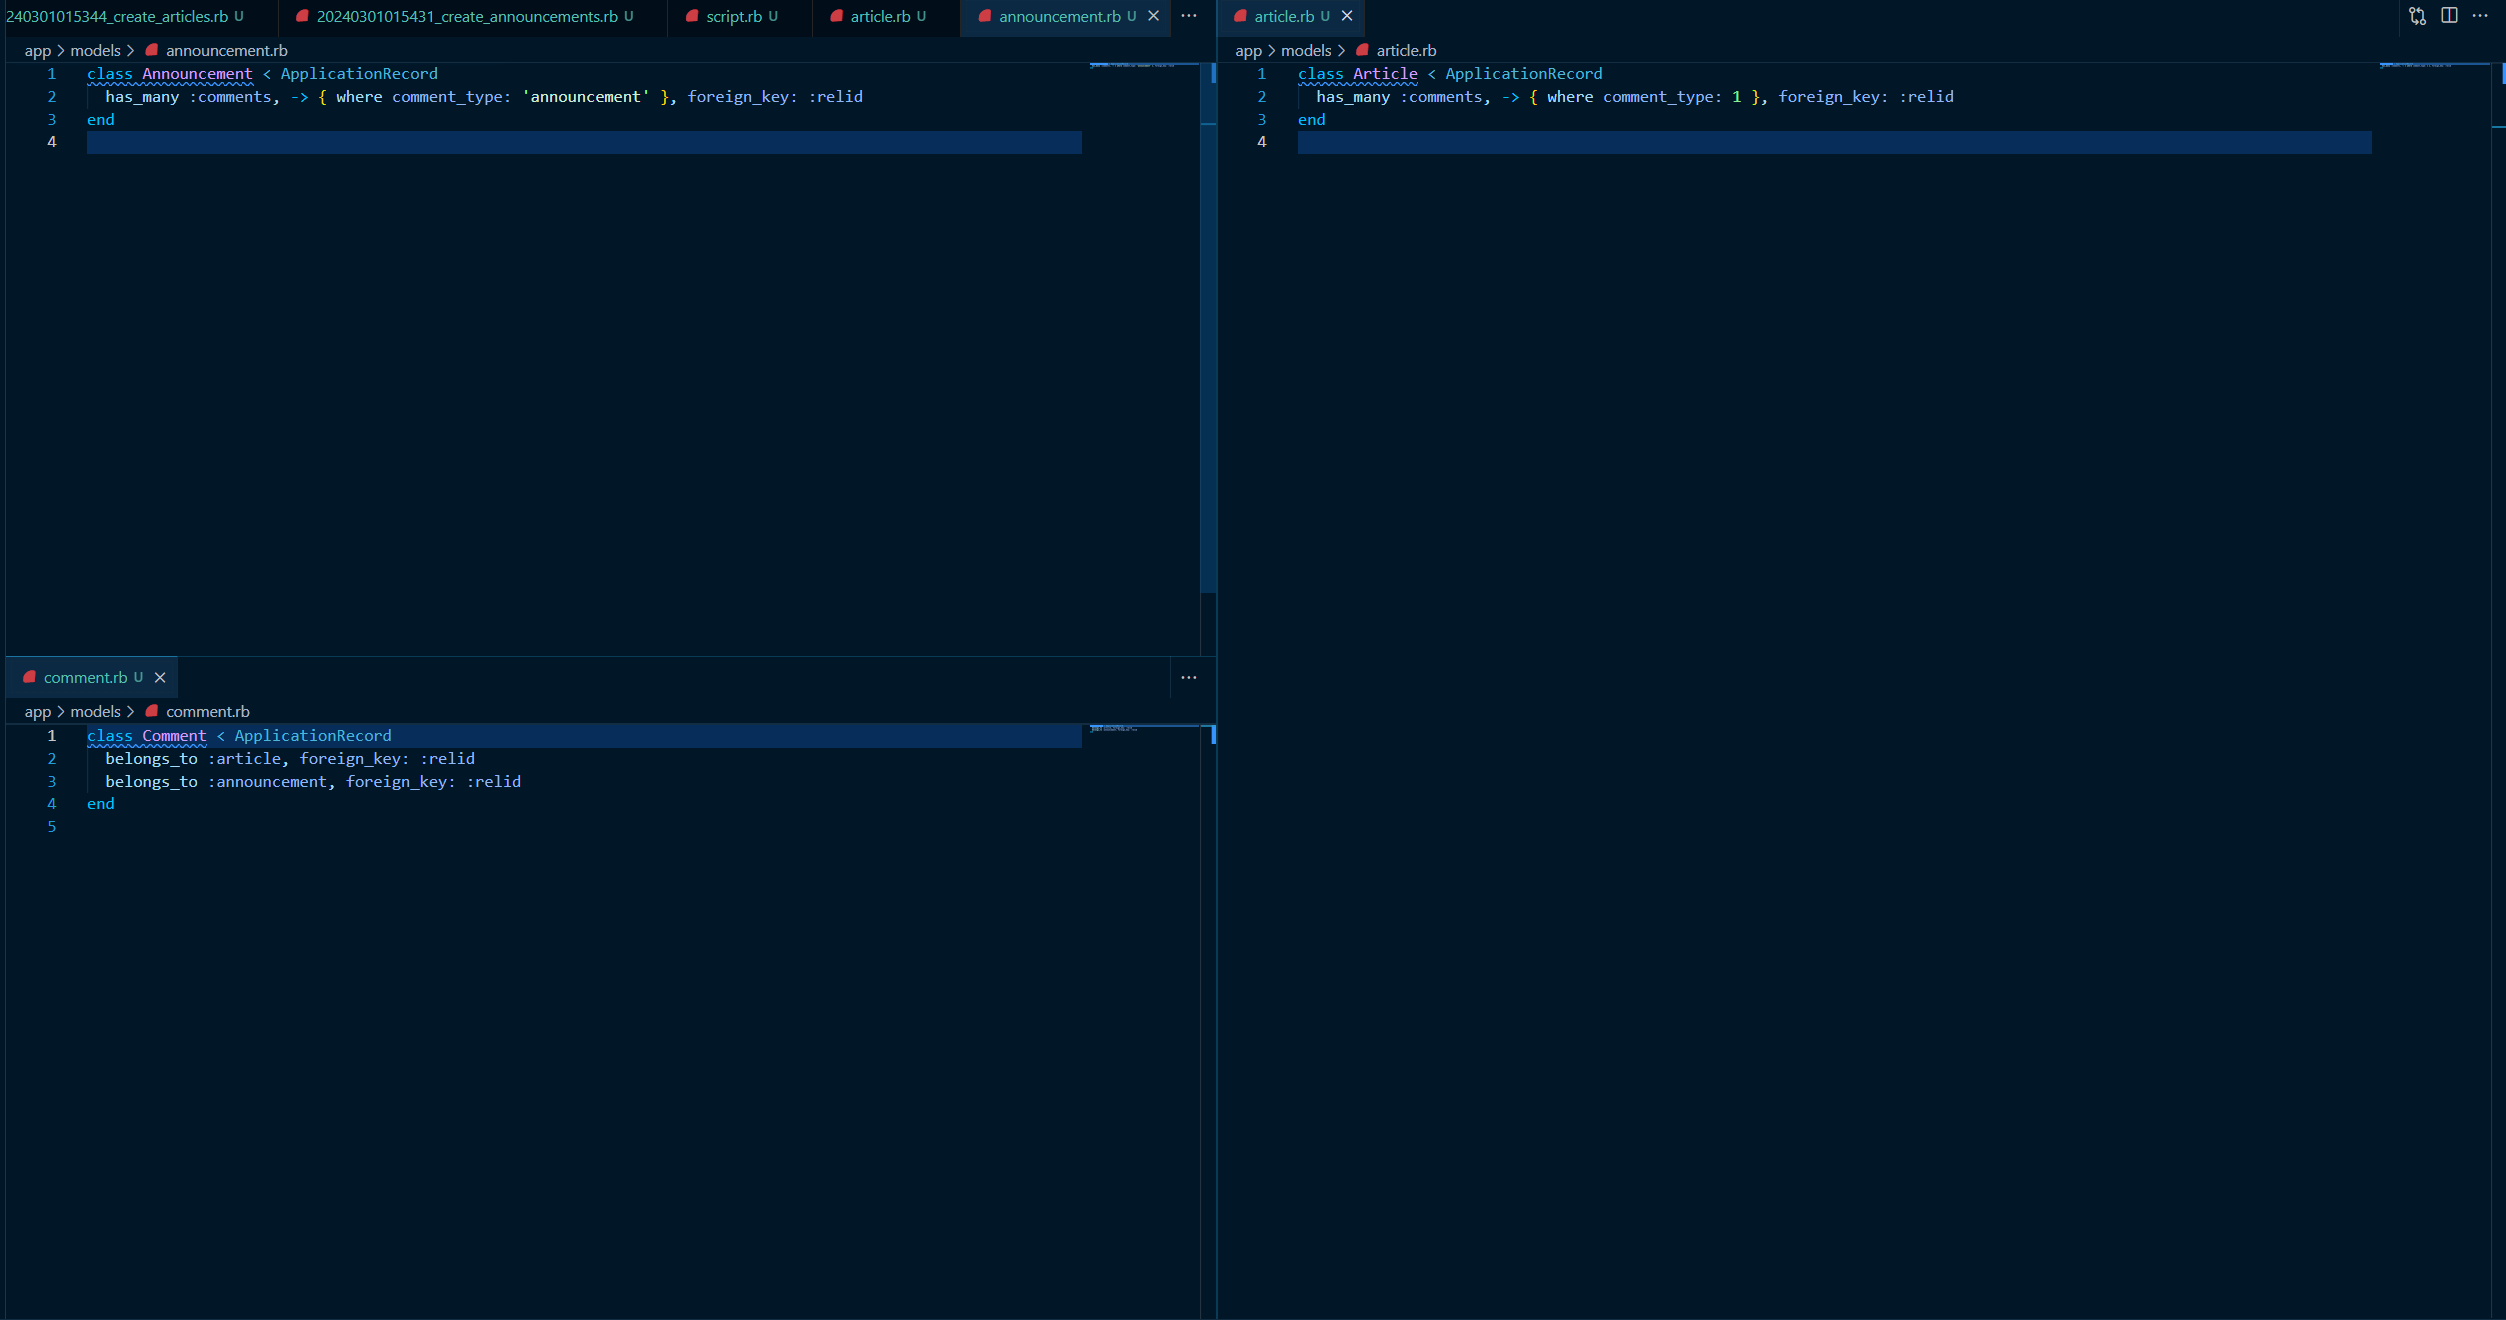 240301015344_create_articles.rb U
20240301015431_create_announcements.rb U
script.rb U
article.rb U
announcement.rb U
app > models > announcement.rb
1 class Announcement < ApplicationRecord
2   has_many :comments, -> { where comment_type: 'announcement' }, foreign_key: :relid
3 end
4
article.rb U
app > models > article.rb
1 class Article < ApplicationRecord
2   has_many :comments, -> { where comment_type: 1 }, foreign_key: :relid
3 end
4
comment.rb U
app > models > comment.rb
1 class Comment < ApplicationRecord
2   belongs_to :article, foreign_key: :relid
3   belongs_to :announcement, foreign_key: :relid
4 end
5